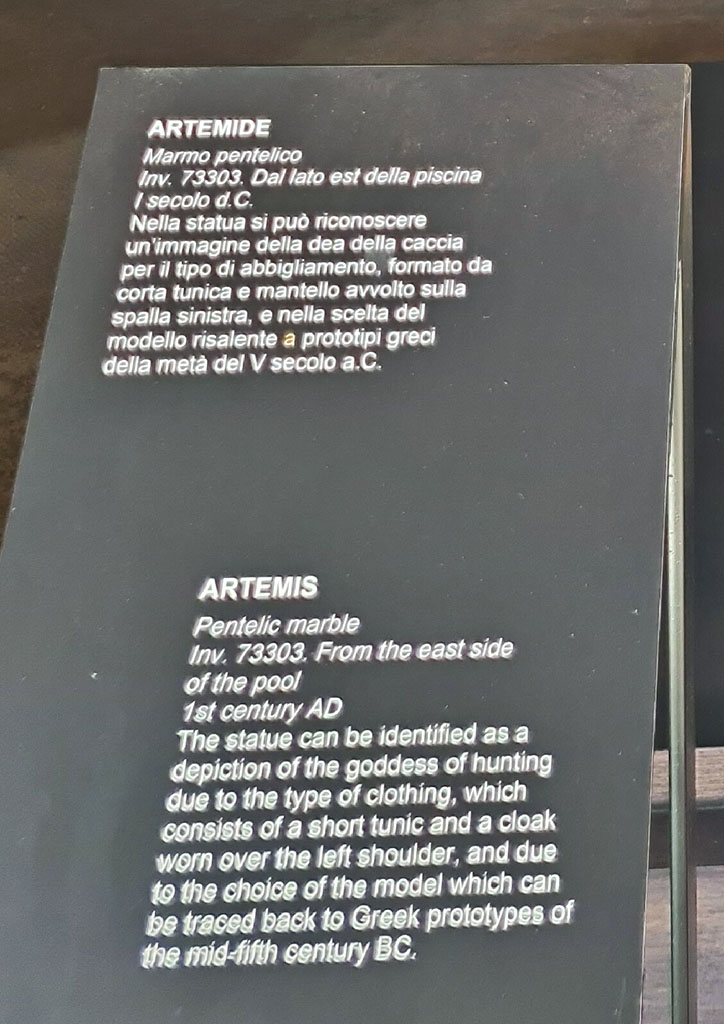 ARTEMIDE
Marmo pentelico
Inv. 73303. Dal lato est della piscina
I secolo d.C.
Nella statua si può riconoscere
un'immagine della dea della caccia
per il tipo di abbigliamento, formato da
corta tunica e mantello avvolto sulla
spalla sinistra, e nella scelta del
modello risalente a prototipi greci
della metà del V secolo a.C.
ARTEMIS
Pentelic marble
Inv. 73303. From the east side
of the pool
1st century AD
The statue can be identified as a
depiction of the goddess of hunting
due to the type of clothing, which
consists of a short tunic and a cloak
worn over the left shoulder, and due
to the choice of the model which can
be traced back to Greek prototypes of
the mid-fifth century BC.